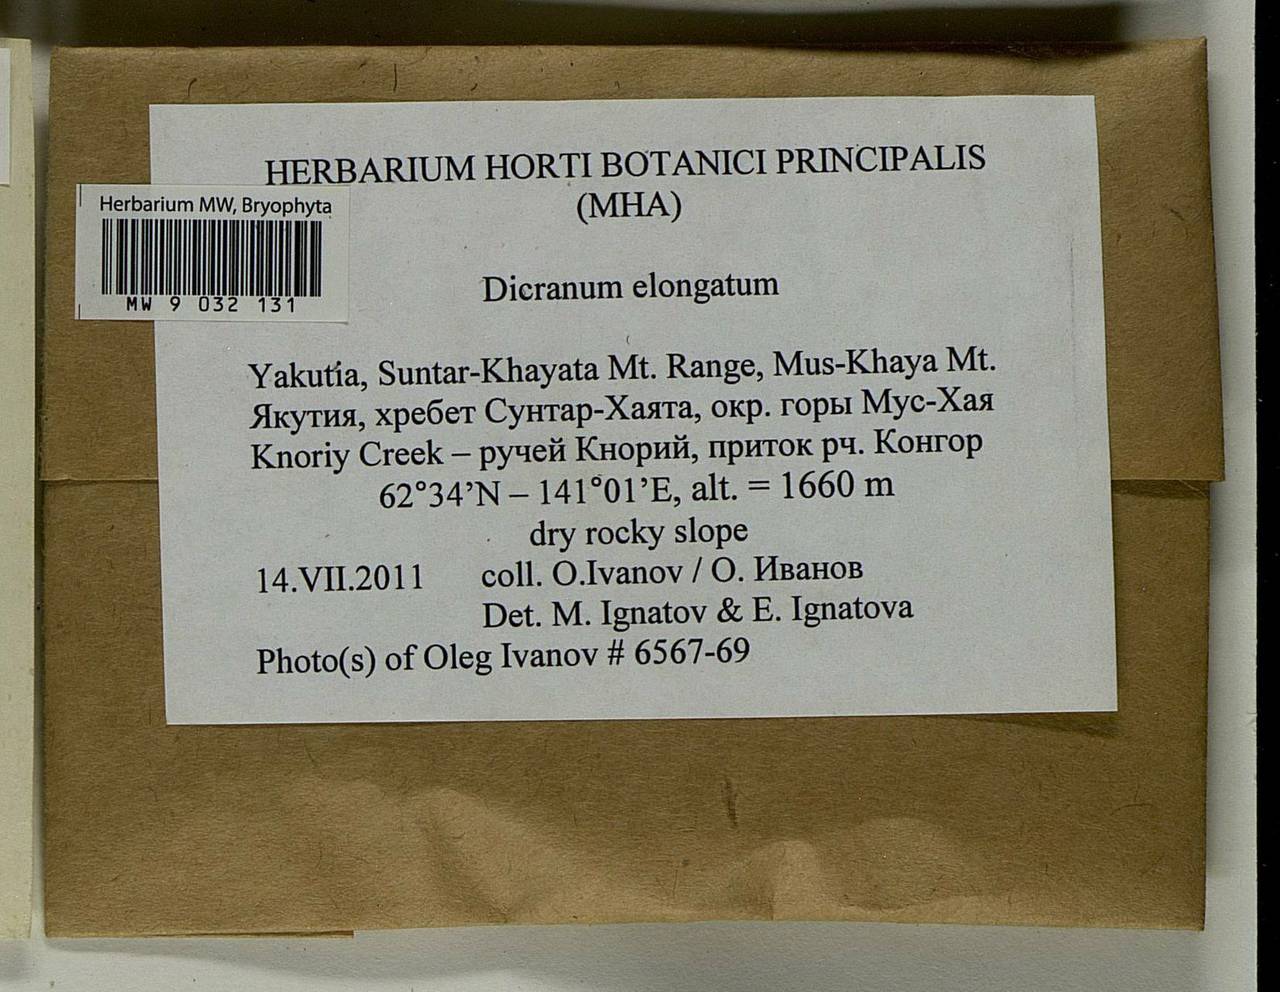 HERBARIUM HORTI BOTANICI PRINCIPALIS
(MHA)
Herbarium MW, Bryophyta
MW 9 032 131
Dicranum elongatum
Yakutia, Suntar-Khayata Mt. Range, Mus-Khaya Mt.
Якутия, хребет Сунтар-Хаята, окр. горы Мус-Хая
Knoriy Creek – ручей Кнорий, приток рч. Конгор
62°34’N – 141°01’E, alt. = 1660 m
dry rocky slope
14.VII.2011 coll. O.Ivanov / О. Иванов
Det. M. Ignatov & E. Ignatova
Photo(s) of Oleg Ivanov # 6567-69